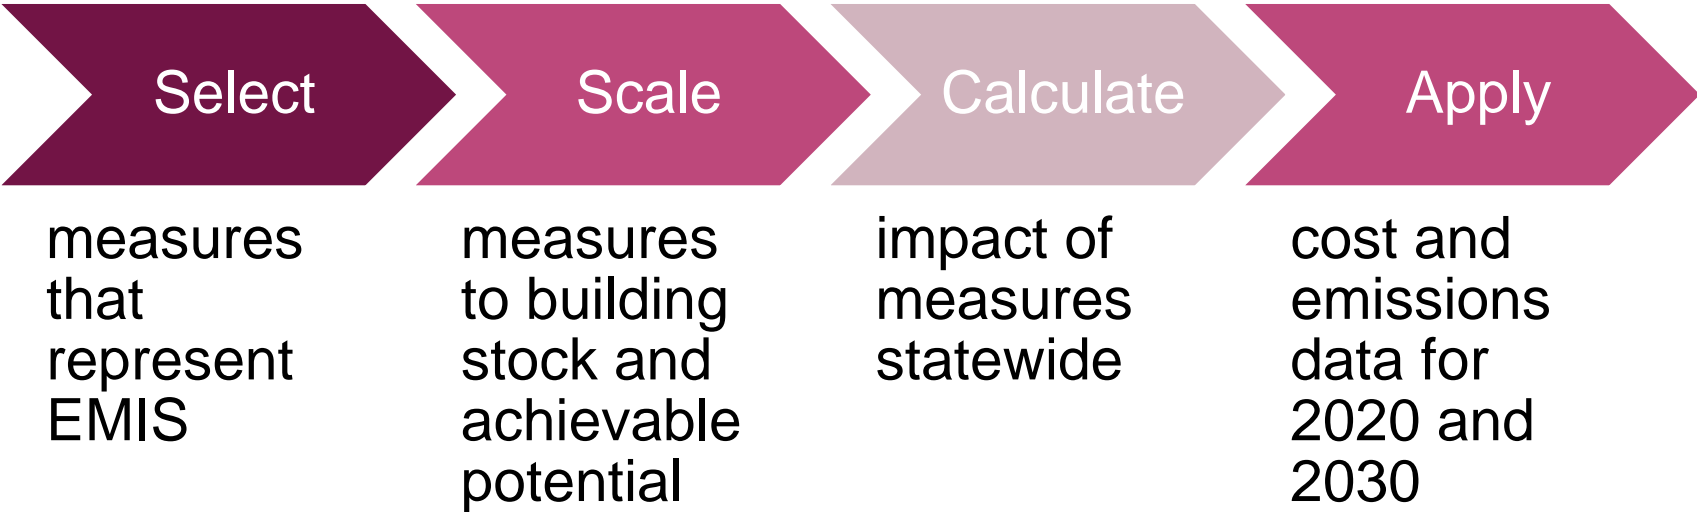 Select
measures
that
represent
EMIS
Scale
measures
to building
stock and
achievable
potential
Calculate
impact of
measures
statewide
Apply
cost and
emissions
data for
2020 and
2030